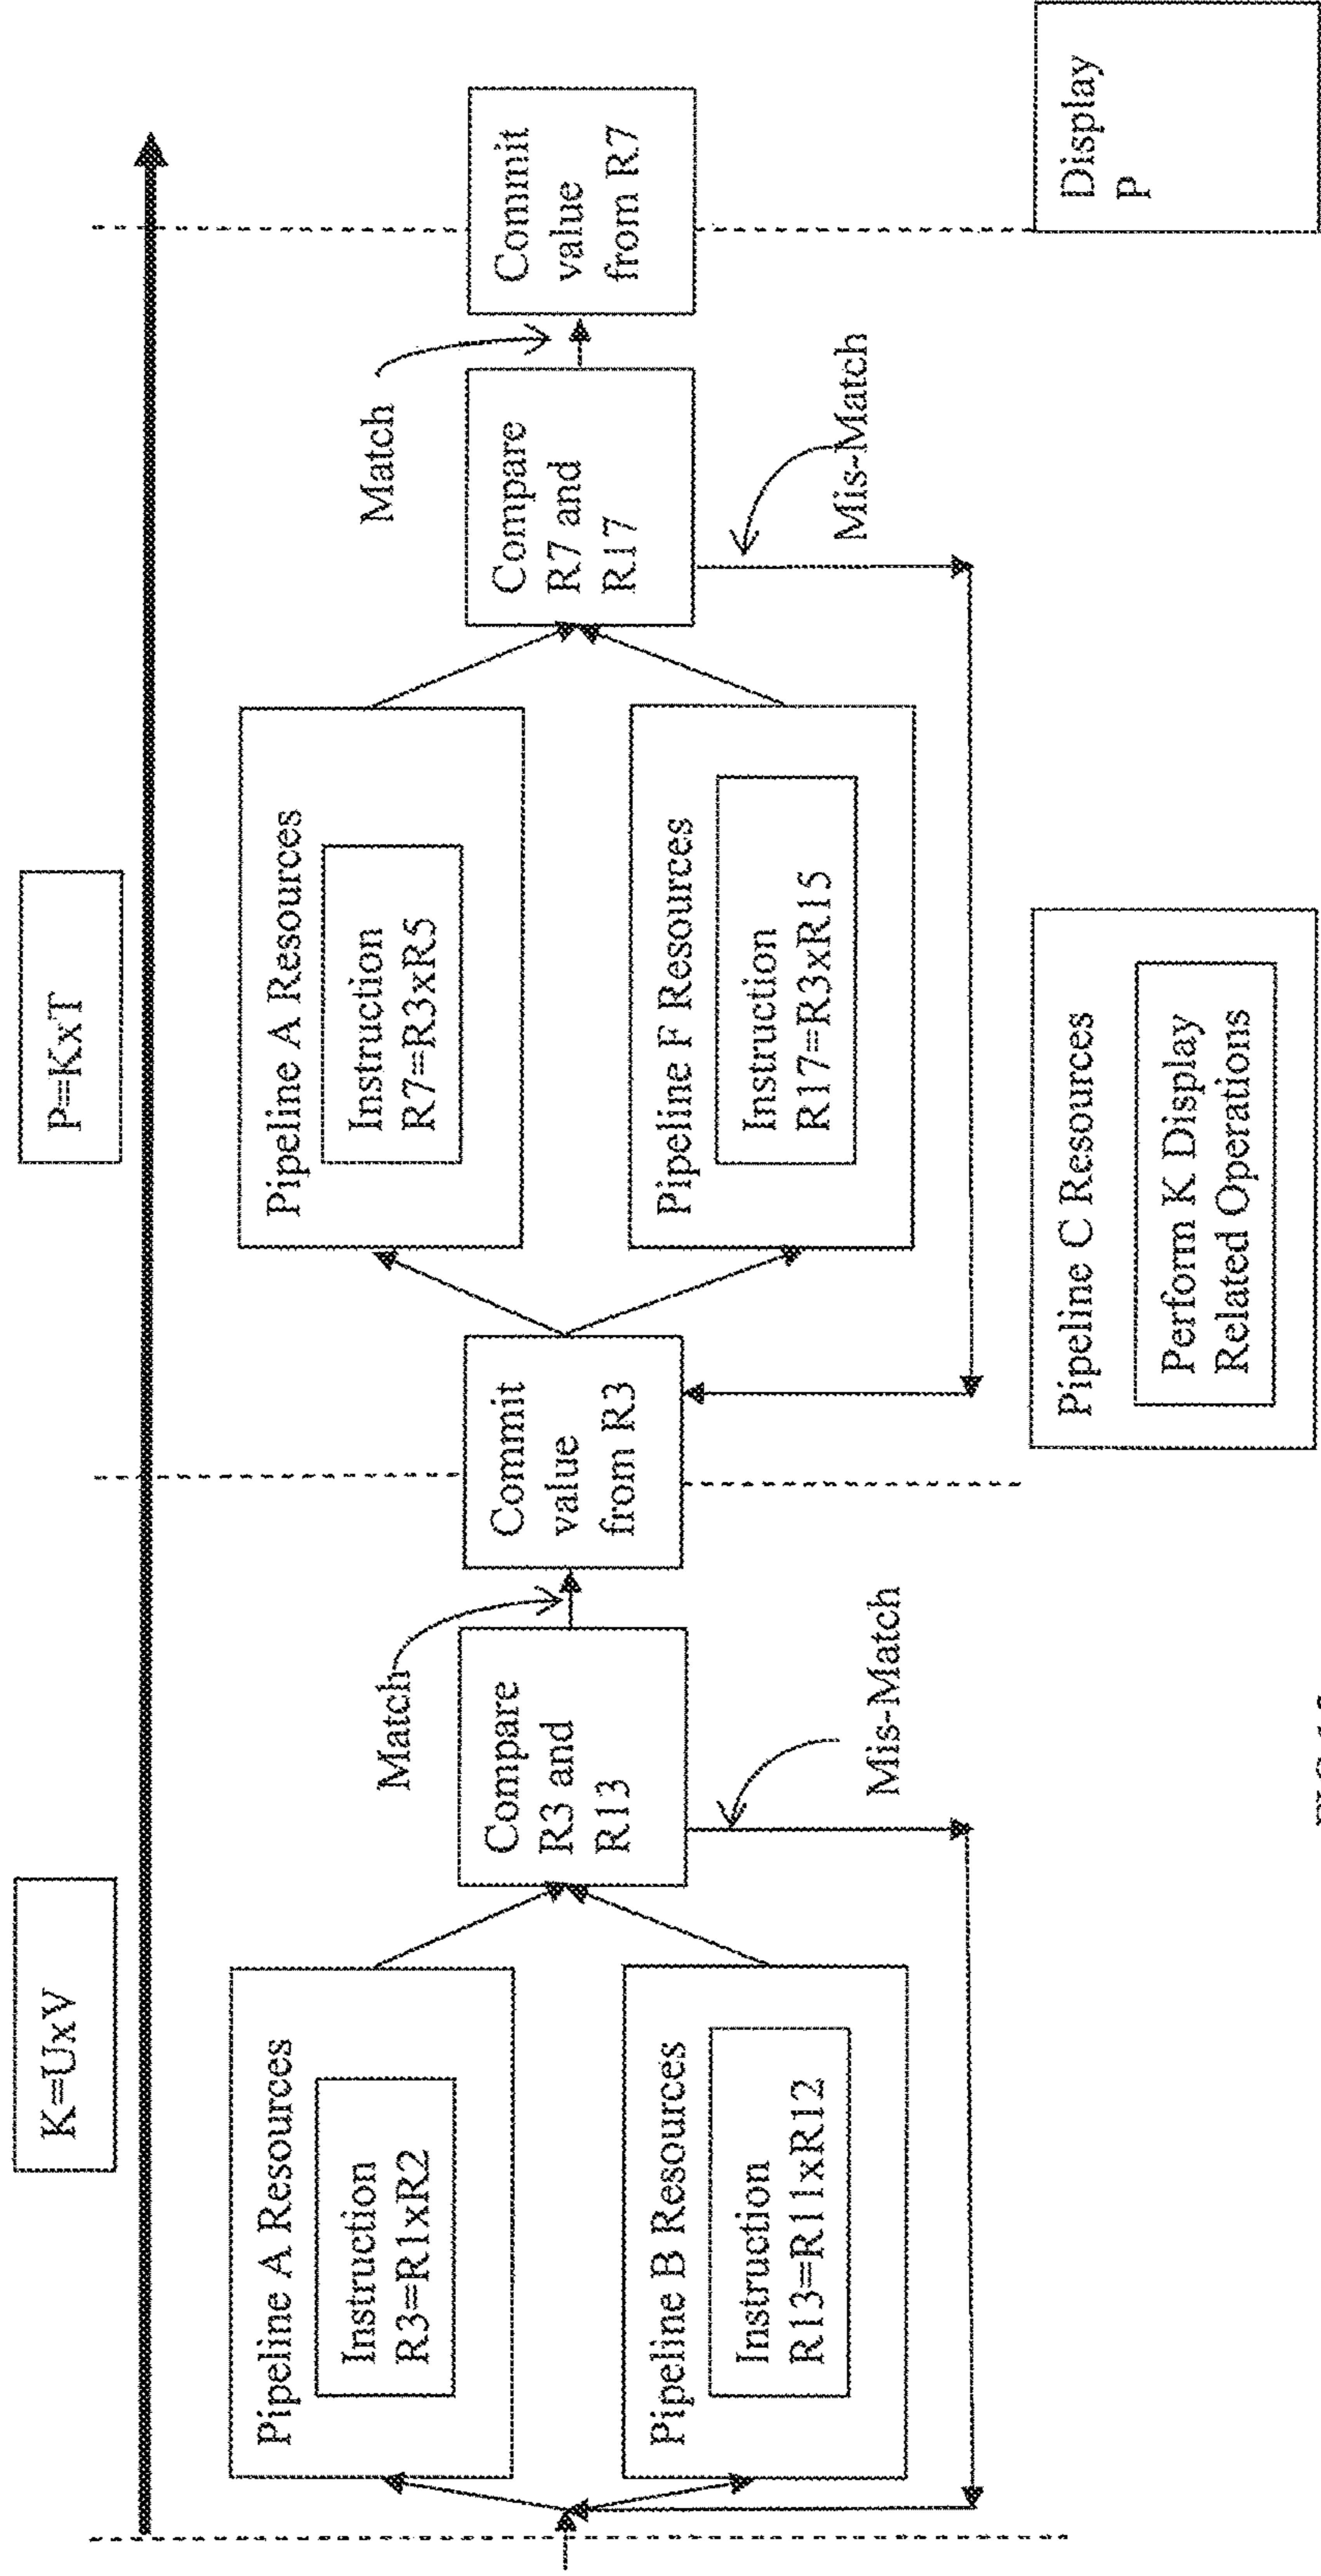 K=UxV
P=KxT
Pipeline A Resources
Instruction
R3=R1xR2
Pipeline B Resources
Instruction
R13=R11xR12
Match
Compare
R3 and
R13
Mis-Match
Commit
value
from R3
Pipeline A Resources
Instruction
R7=R3xR5
Pipeline F Resources
Instruction
R17=R3xR15
Match
Compare
R7 and
R17
Mis-Match
Commit
value
from R7
Pipeline C Resources
Perform K Display
Related Operations
Display
P